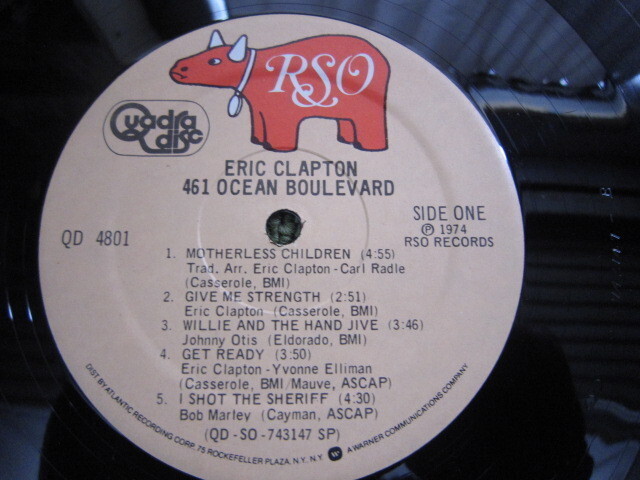 RSO
Quadradisc
ERIC CLAPTON
461 OCEAN BOULEVARD
QD 4801
SIDE ONE
Ⓟ 1974
RSO RECORDS
1. MOTHERLESS CHILDREN (4:55)
Trad. Arr. Eric Clapton-Carl Radle
(Casserole, BMI)
2. GIVE ME STRENGTH (2:51)
Eric Clapton (Casserole, BMI)
3. WILLIE AND THE HAND JIVE (3:46)
Johnny Otis (Eldorado, BMI)
4. GET READY (3:50)
Eric Clapton-Yvonne Elliman
(Casserole, BMI/Mauve, ASCAP)
5. I SHOT THE SHERIFF (4:30)
Bob Marley (Cayman, ASCAP)
(QD-SO-743147 SP)
DIST BY ATLANTIC RECORDING CORP. 75 ROCKEFELLER PLAZA, N.Y. N.Y. A WARNER COMMUNICATIONS COMPANY